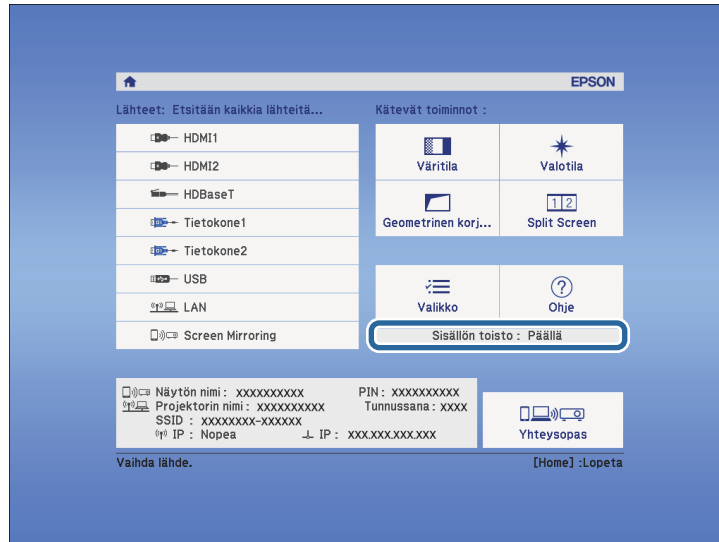 EPSON
Lähteet: Etsitään kaikkia lähteitä...
Kätevät toiminnot :
HDMI1
HDMI2
HDBaseT
Tietokone1
Tietokone2
USB
LAN
Screen Mirroring
Väritila
Valotila
Geometrinen korj...
1 2
Split Screen
Valikko
?
Ohje
Sisällön toisto : Päällä
Näytön nimi : xxxxxxxxxx PIN : xxxxxxxxxx
Projektorin nimi : xxxxxxxxxx Tunnussana : xxxx
SSID : xxxxxxxx-xxxxxx
IP : Nopea IP : xxx.xxx.xxx.xxx
Yhteysopas
Vaihda lähde. [Home] :Lopeta